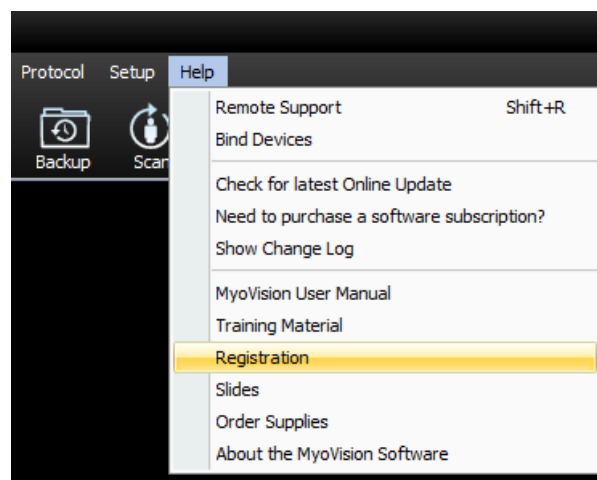 Protocol Setup Help
Backup Scan
Remote Support Shift+R
Bind Devices
Check for latest Online Update
Need to purchase a software subscription?
Show Change Log
MyoVision User Manual
Training Material
Registration
Slides
Order Supplies
About the MyoVision Software